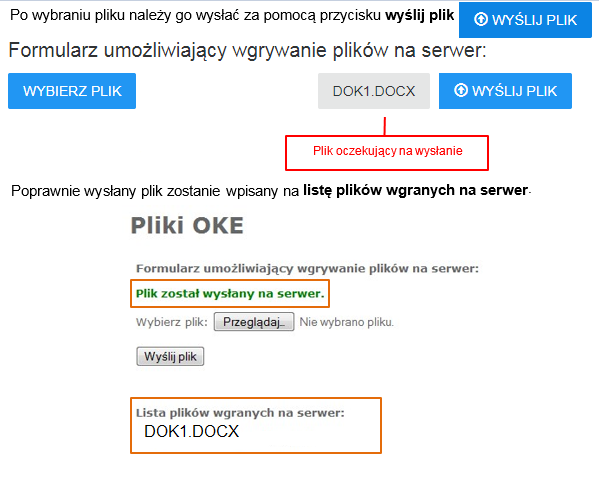 Po wybraniu pliku należy go wysłać za pomocą przycisku wyślij plik WYŚLIJ PLIK
Formularz umożliwiający wgrywanie plików na serwer:
WYBIERZ PLIK DOK1.DOCX WYŚLIJ PLIK
Plik oczekujący na wysłanie
Poprawnie wysłany plik zostanie wpisany na listę plików wgranych na serwer.
Pliki OKE
Formularz umożliwiający wgrywanie plików na serwer:
Plik został wysłany na serwer.
Wybierz plik: Przeglądaj.. Nie wybrano pliku.
Wyślij plik
Lista plików wgranych na serwer:
DOK1.DOCX